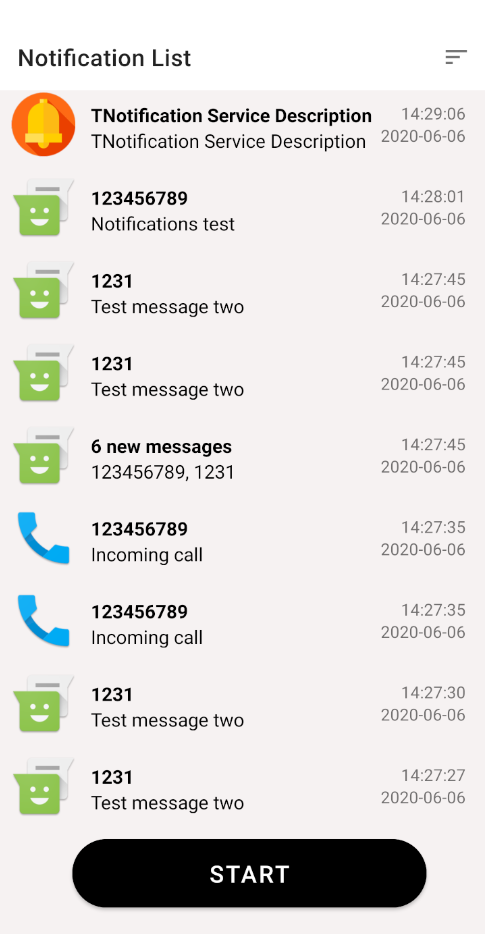 Notification List
TNotification Service Description 14:29:06
TNotification Service Description 2020-06-06
123456789 14:28:01
Notifications test 2020-06-06
1231 14:27:45
Test message two 2020-06-06
1231 14:27:45
Test message two 2020-06-06
6 new messages 14:27:45
123456789, 1231 2020-06-06
123456789 14:27:35
Incoming call 2020-06-06
123456789 14:27:35
Incoming call 2020-06-06
1231 14:27:30
Test message two 2020-06-06
1231 14:27:27
Test message two 2020-06-06
START